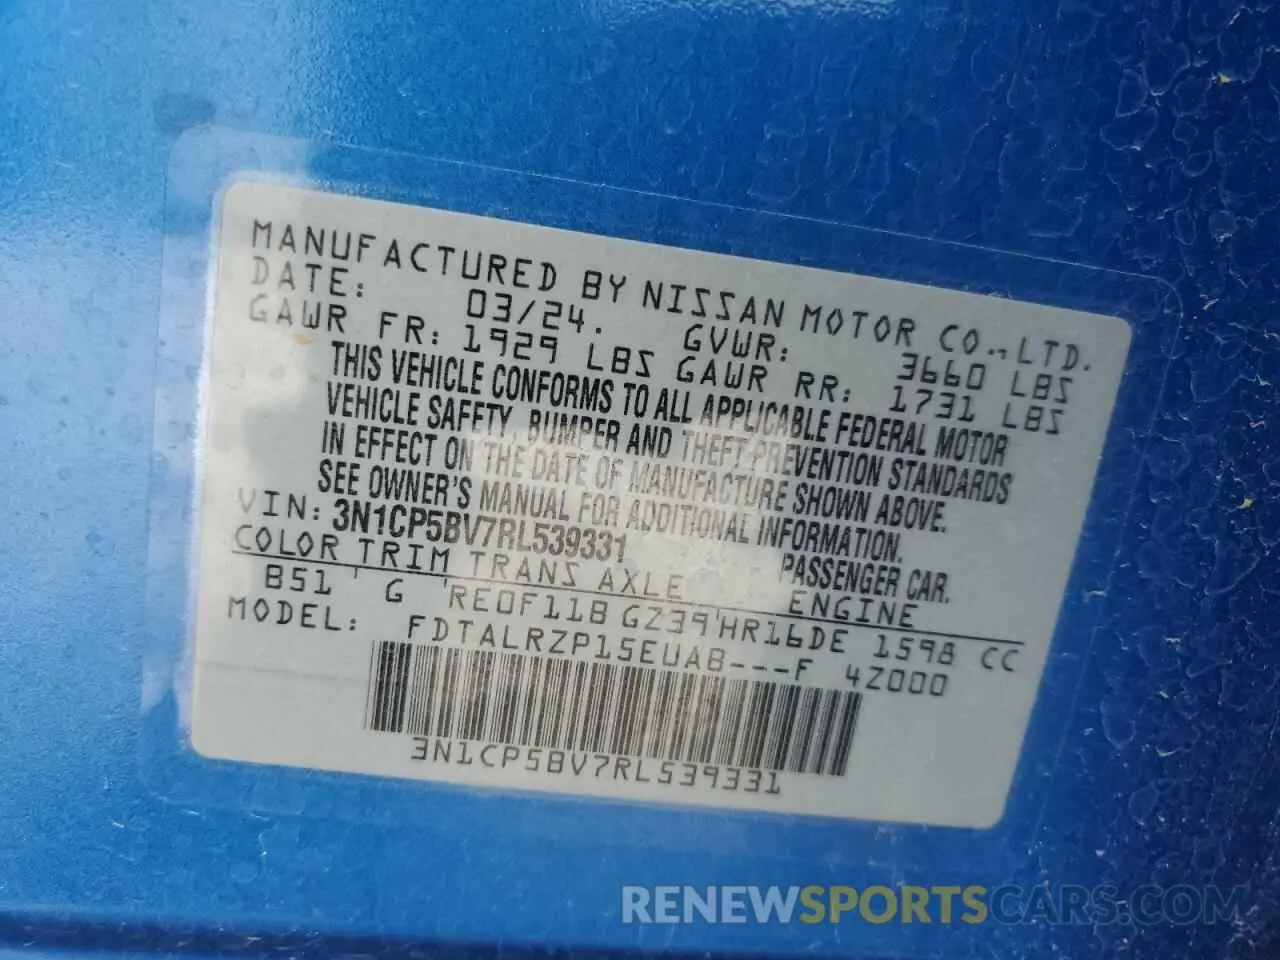 MANUFACTURED BY NISSAN MOTOR CO.,LTD.
DATE: 03/24. GVWR: 3660 LBS
GAWR FR: 1929 LBS GAWR RR: 1731 LBS
THIS VEHICLE CONFORMS TO ALL APPLICABLE FEDERAL MOTOR
VEHICLE SAFETY, BUMPER AND THEFT PREVENTION STANDARDS
IN EFFECT ON THE DATE OF MANUFACTURE SHOWN ABOVE.
SEE OWNER'S MANUAL FOR ADDITIONAL INFORMATION.
VIN: 3N1CP5BV7RL539331 PASSENGER CAR.
COLOR TRIM TRANS AXLE ENGINE
B51 ' G 'RE0F11B GZ39'HR16DE 1598 CC
MODEL: FDTALRZP15EUAB---F 4Z000
3N1CP5BV7RL539331
RENEWSPORTSCARS.COM